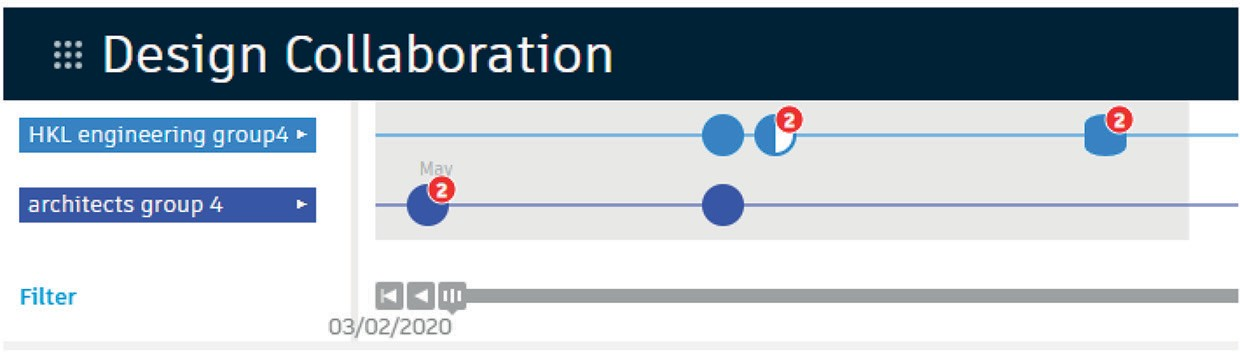 Design Collaboration
HKL engineering group4
2
2
May
architects group 4
2
Filter
03/02/2020